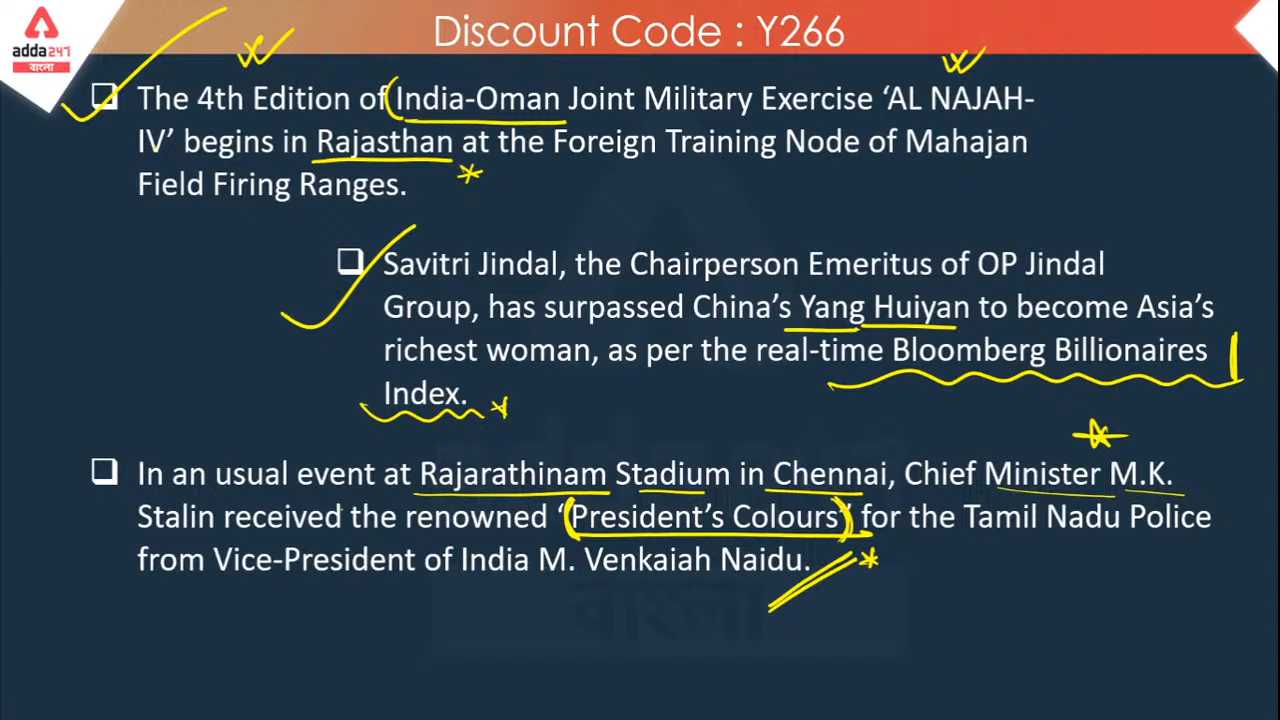 Discount Code : Y266
adda247
বাংলা
The 4th Edition of India-Oman Joint Military Exercise ‘AL NAJAH-
IV’ begins in Rajasthan at the Foreign Training Node of Mahajan
Field Firing Ranges.
Savitri Jindal, the Chairperson Emeritus of OP Jindal
Group, has surpassed China’s Yang Huiyan to become Asia’s
richest woman, as per the real-time Bloomberg Billionaires
Index.
In an usual event at Rajarathinam Stadium in Chennai, Chief Minister M.K.
Stalin received the renowned ‘President’s Colours’ for the Tamil Nadu Police
from Vice-President of India M. Venkaiah Naidu.
adda247
বাংলা